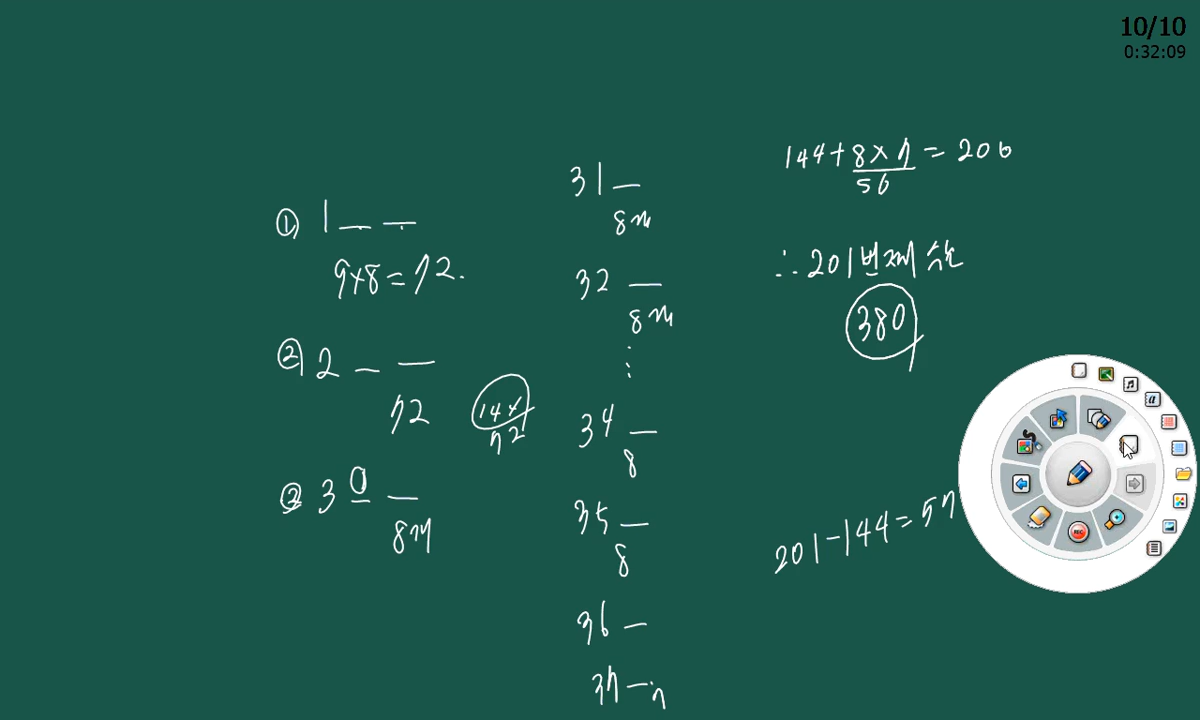 10/10
0:32:09
① 1 _ _
9×8=72.
② 2 _ _
72
144
72
③ 3 0 _
8개
31 _
8개
32 _
8개
⋮
34 _
8
35 _
8
36 _
37 _
144+8×7=200
56
∴ 201번째 수는
380
201-144=57